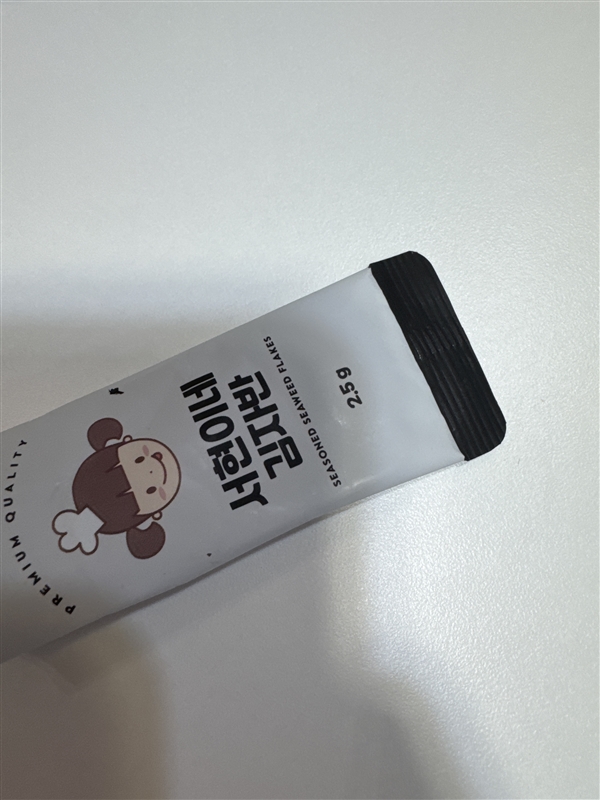 PREMIUM QUALITY
서현이네
김자반
SEASONED SEAWEED FLAKES
2.5g